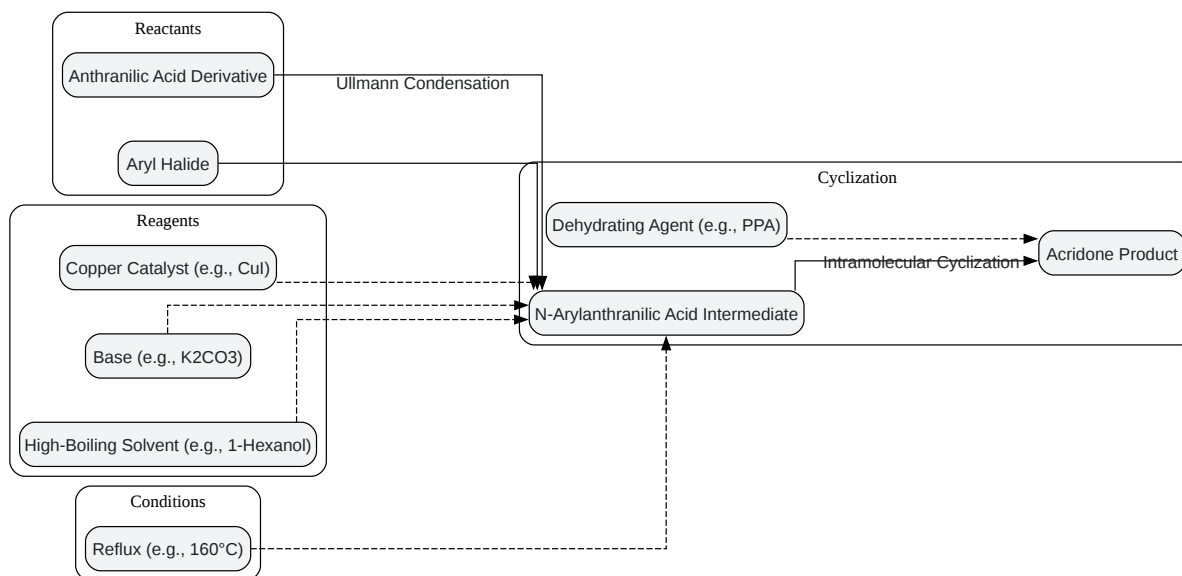 Reactants
Anthranilic Acid Derivative
Ullmann Condensation
Aryl Halide
Reagents
Copper Catalyst (e.g., CuI)
Base (e.g., K2CO3)
High-Boiling Solvent (e.g., 1-Hexanol)
Conditions
Reflux (e.g., 160°C)
Cyclization
Dehydrating Agent (e.g., PPA)
Intramolecular Cyclization
Acridone Product
N-Arylanthranilic Acid Intermediate